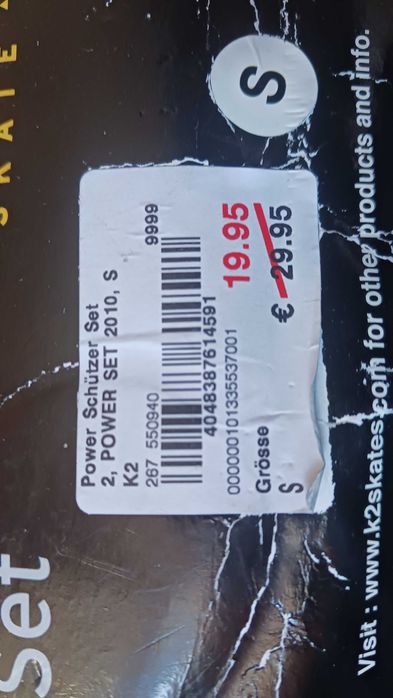 SKATE
S
Power Schützer Set
2, POWER SET 2010, S
K2
267 550940 9999
4048387614591
000000101335537001
19.95
Grösse
€ 29.95
S
Set
Visit : www.k2skates.com for other products and info.